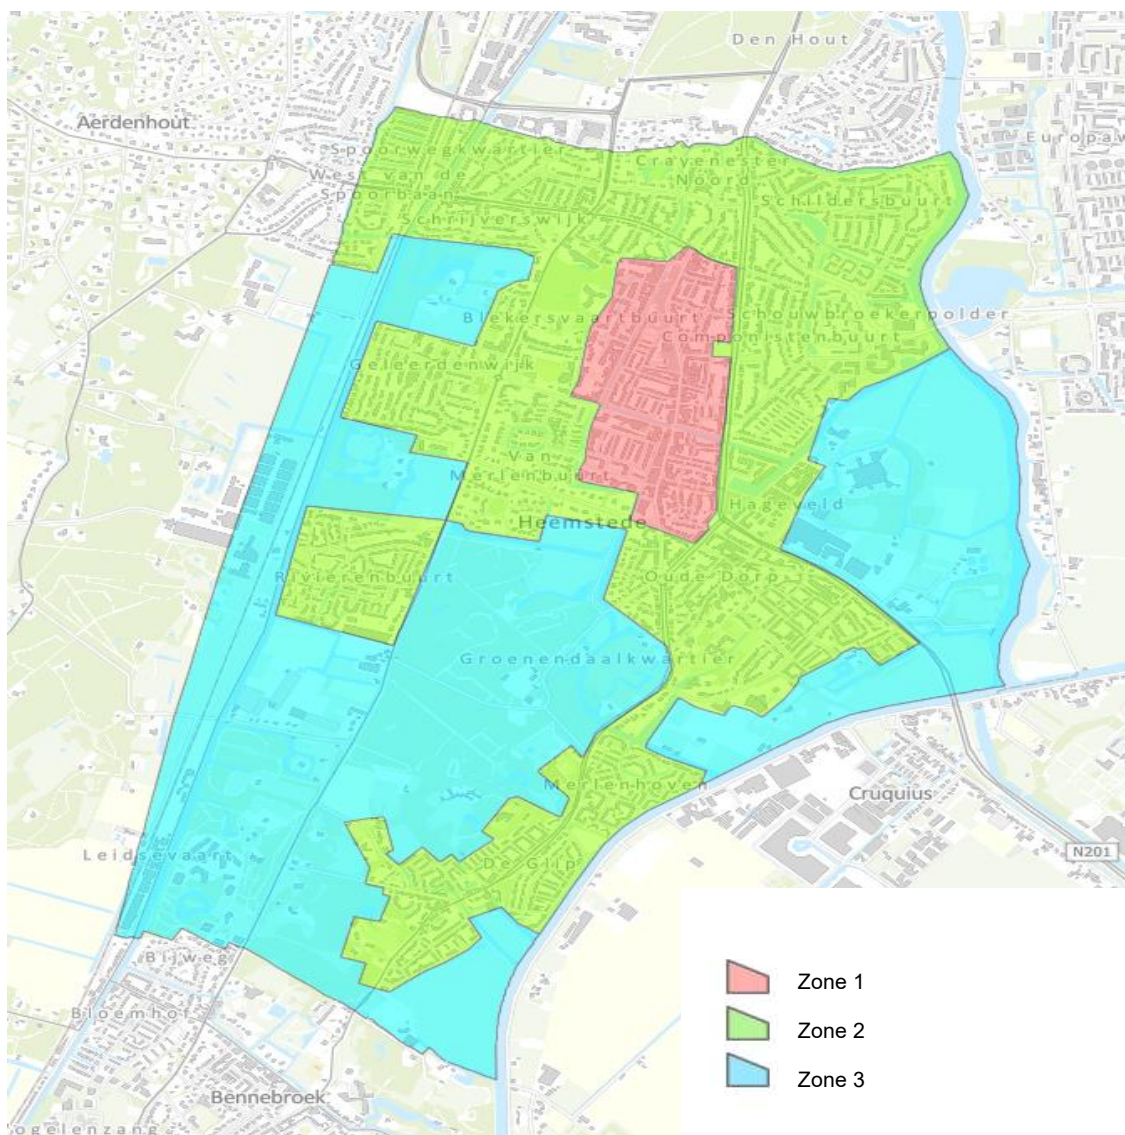 Den Hout
Aerdenhout
Europaw
Spoorwegkwartier
Crayenester
Noord
West van de
Spoorbaan
Schildersbuurt
Schrijverswijk
Blekersvaartbuurt
Schouwbroekerpolder
Componistenbuurt
Geleerdenwijk
Van
Merlenbuurt
Hageveld
Heemstede
Rivierenbuurt
Oude Dorp
Groenendaalkwartier
Merlenhoven
Cruquius
Leidsevaart
De Glip
N201
Bijweg
Bloemhof
Bennebroek
ogelenzang
Zone 1
Zone 2
Zone 3